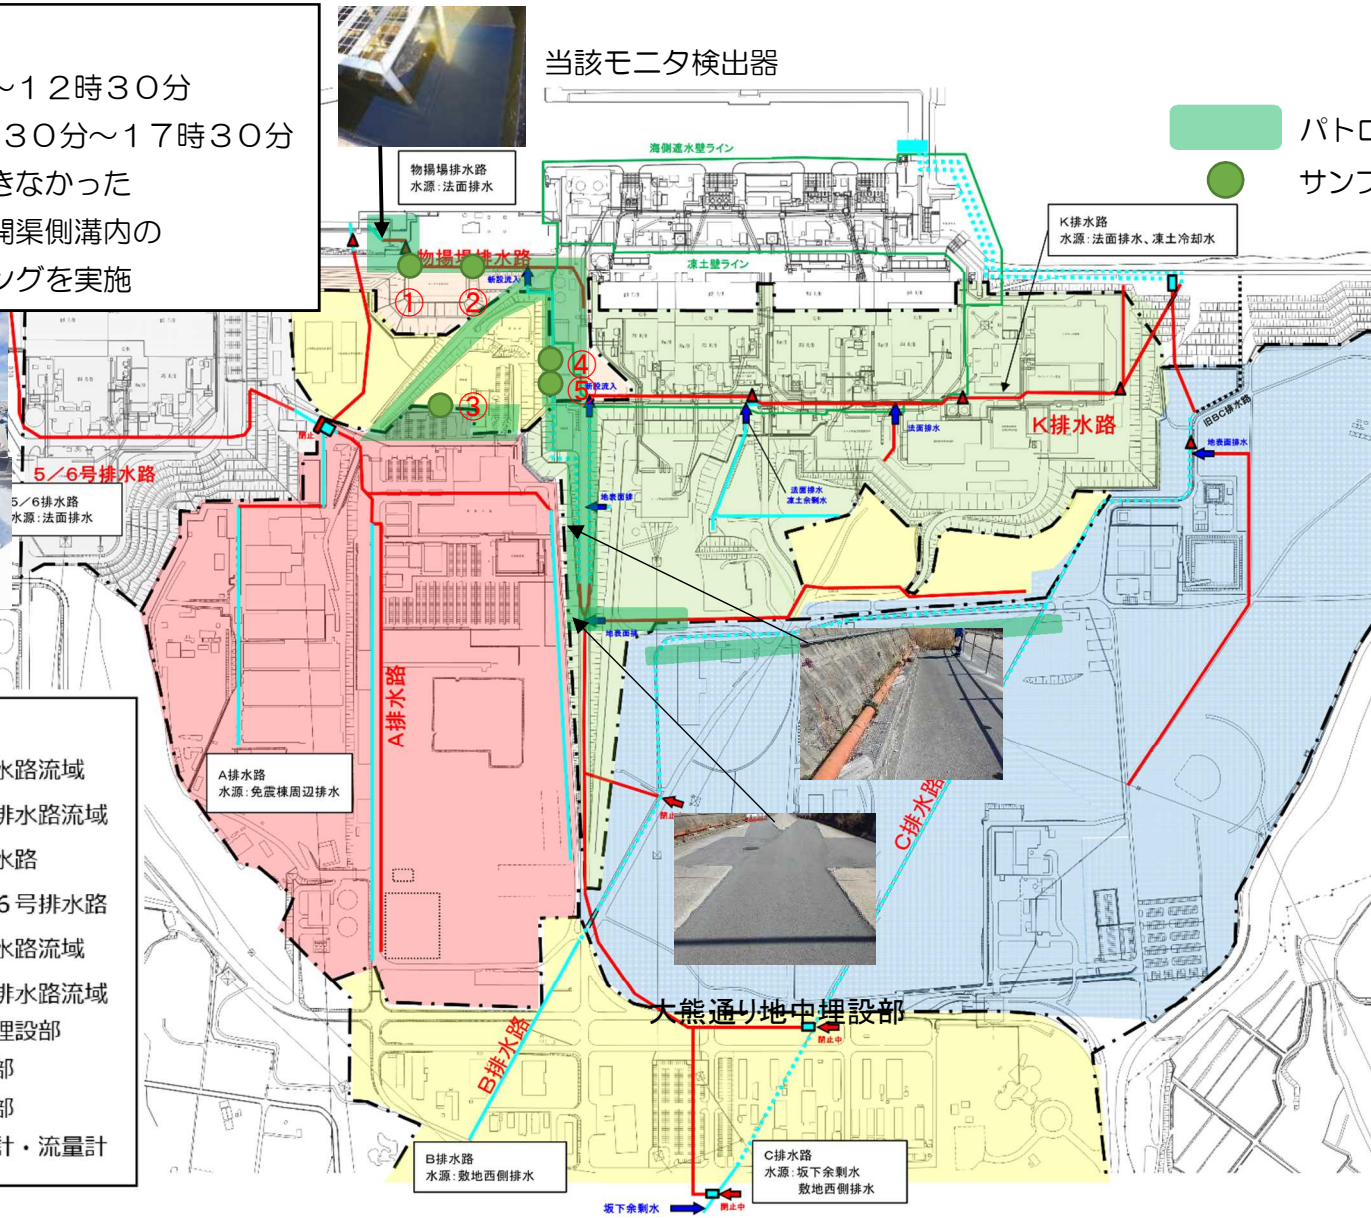 ～１２時３０分
３０分～１７時３０分
きなかった
開渠側溝内の
ングを実施
当該モニタ検出器
パトロ
サンプ
物揚場排水路
水源：法面排水
海側遮水壁ライン
K排水路
水源：法面排水、凍土冷却水
物揚場排水路
凍土壁ライン
新設流入
①
②
④
⑤
新設流入
③
K排水路
旧BC排水路
法面排水
地表面排水
閉止
5／6号排水路
5／6排水路
水源：法面排水
法面排水
凍土余剰水
地表面排
地表面排
A排水路
A排水路
水源：免震棟周辺排水
閉止
C排水路
水路流域
排水路流域
水路
６号排水路
水路流域
排水路流域
埋設部
部
部
計・流量計
大熊通り地中埋設部
閉止中
B排水路
B排水路
水源：敷地西側排水
C排水路
水源：坂下余剰水
敷地西側排水
坂下余剰水
閉止中